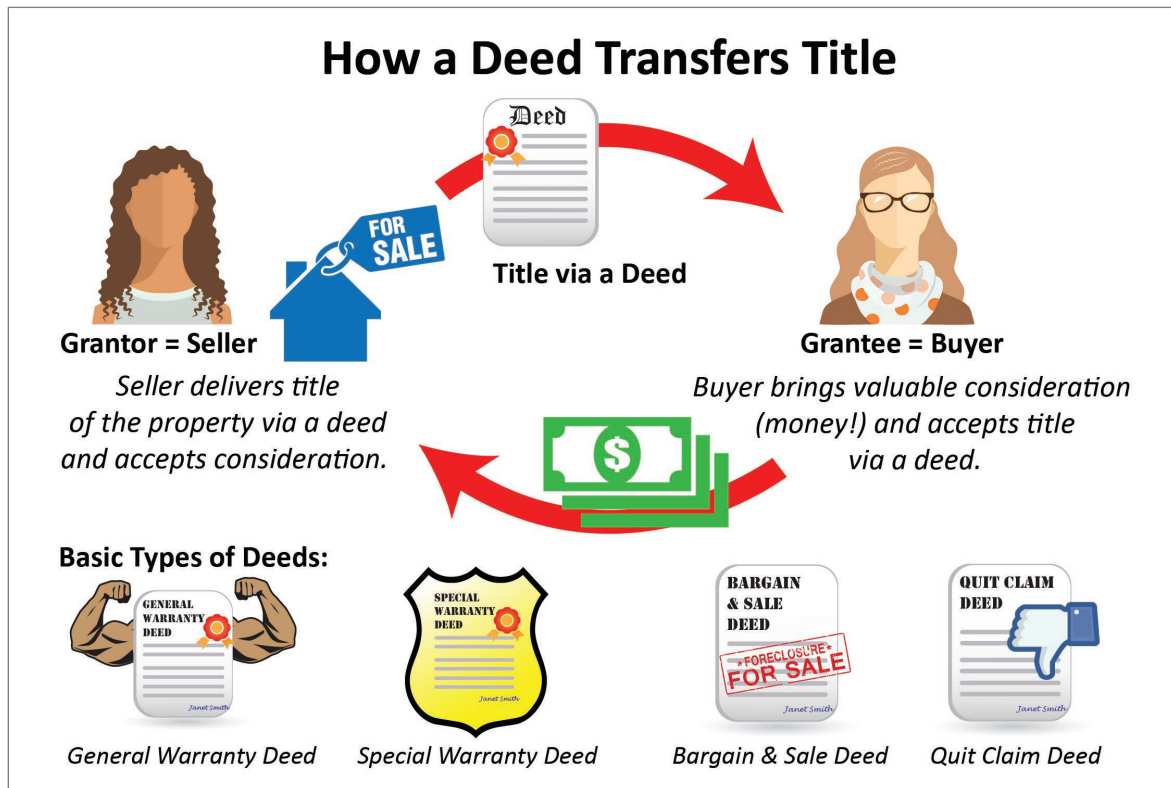 How a Deed Transfers Title
Deed
FOR
SALE
Title via a Deed
Grantor = Seller
Seller delivers title
of the property via a deed
and accepts consideration.
Grantee = Buyer
Buyer brings valuable consideration
(money!) and accepts title
via a deed.
$
Basic Types of Deeds:
GENERAL
WARRANTY
DEED
Janet Smith
General Warranty Deed
SPECIAL
WARRANTY
DEED
Janet Smith
Special Warranty Deed
BARGAIN
& SALE
DEED
*FORECLOSURE*
FOR SALE
Janet Smith
Bargain & Sale Deed
QUIT CLAIM
DEED
Janet Smith
Quit Claim Deed